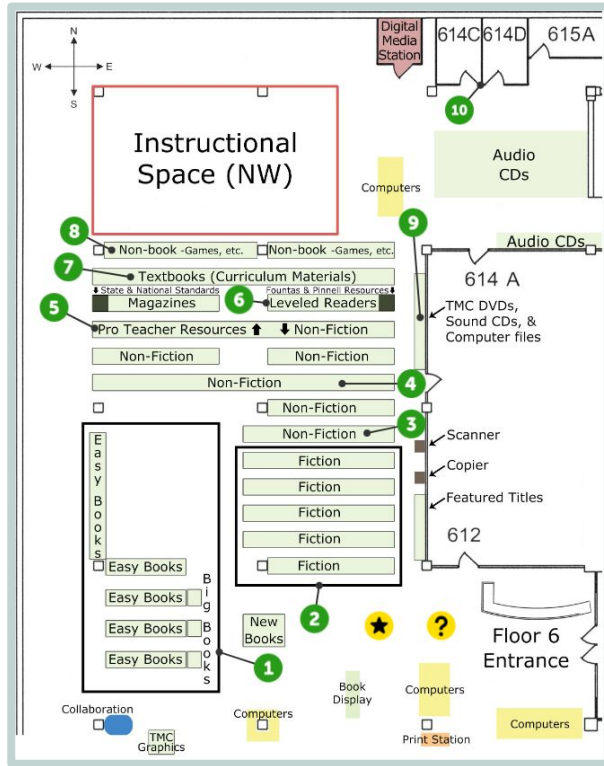 Digital
Media
Station
614C
614D
615A
N
W
E
S
10
Instructional
Space (NW)
Audio
CDs
Computers
8
Non-book -Games, etc.
Non-book -Games, etc.
9
Audio CDs
7
Textbooks (Curriculum Materials)
State & National Standards
Fountas & Pinnell Resources
614 A
Magazines
6
Leveled Readers
TMC DVDs,
Sound CDs, &
Computer files
5
Pro Teacher Resources
Non-Fiction
Non-Fiction
Non-Fiction
Non-Fiction
4
Non-Fiction
3
Non-Fiction
Scanner
Easy Books
Fiction
Copier
Fiction
Featured Titles
Fiction
Fiction
612
Easy Books
Fiction
Big Books
Easy Books
2
New
Books
Easy Books
?
Floor 6
Entrance
Easy Books
1
Book
Display
Computers
Collaboration
Computers
Computers
TMC
Graphics
Print Station